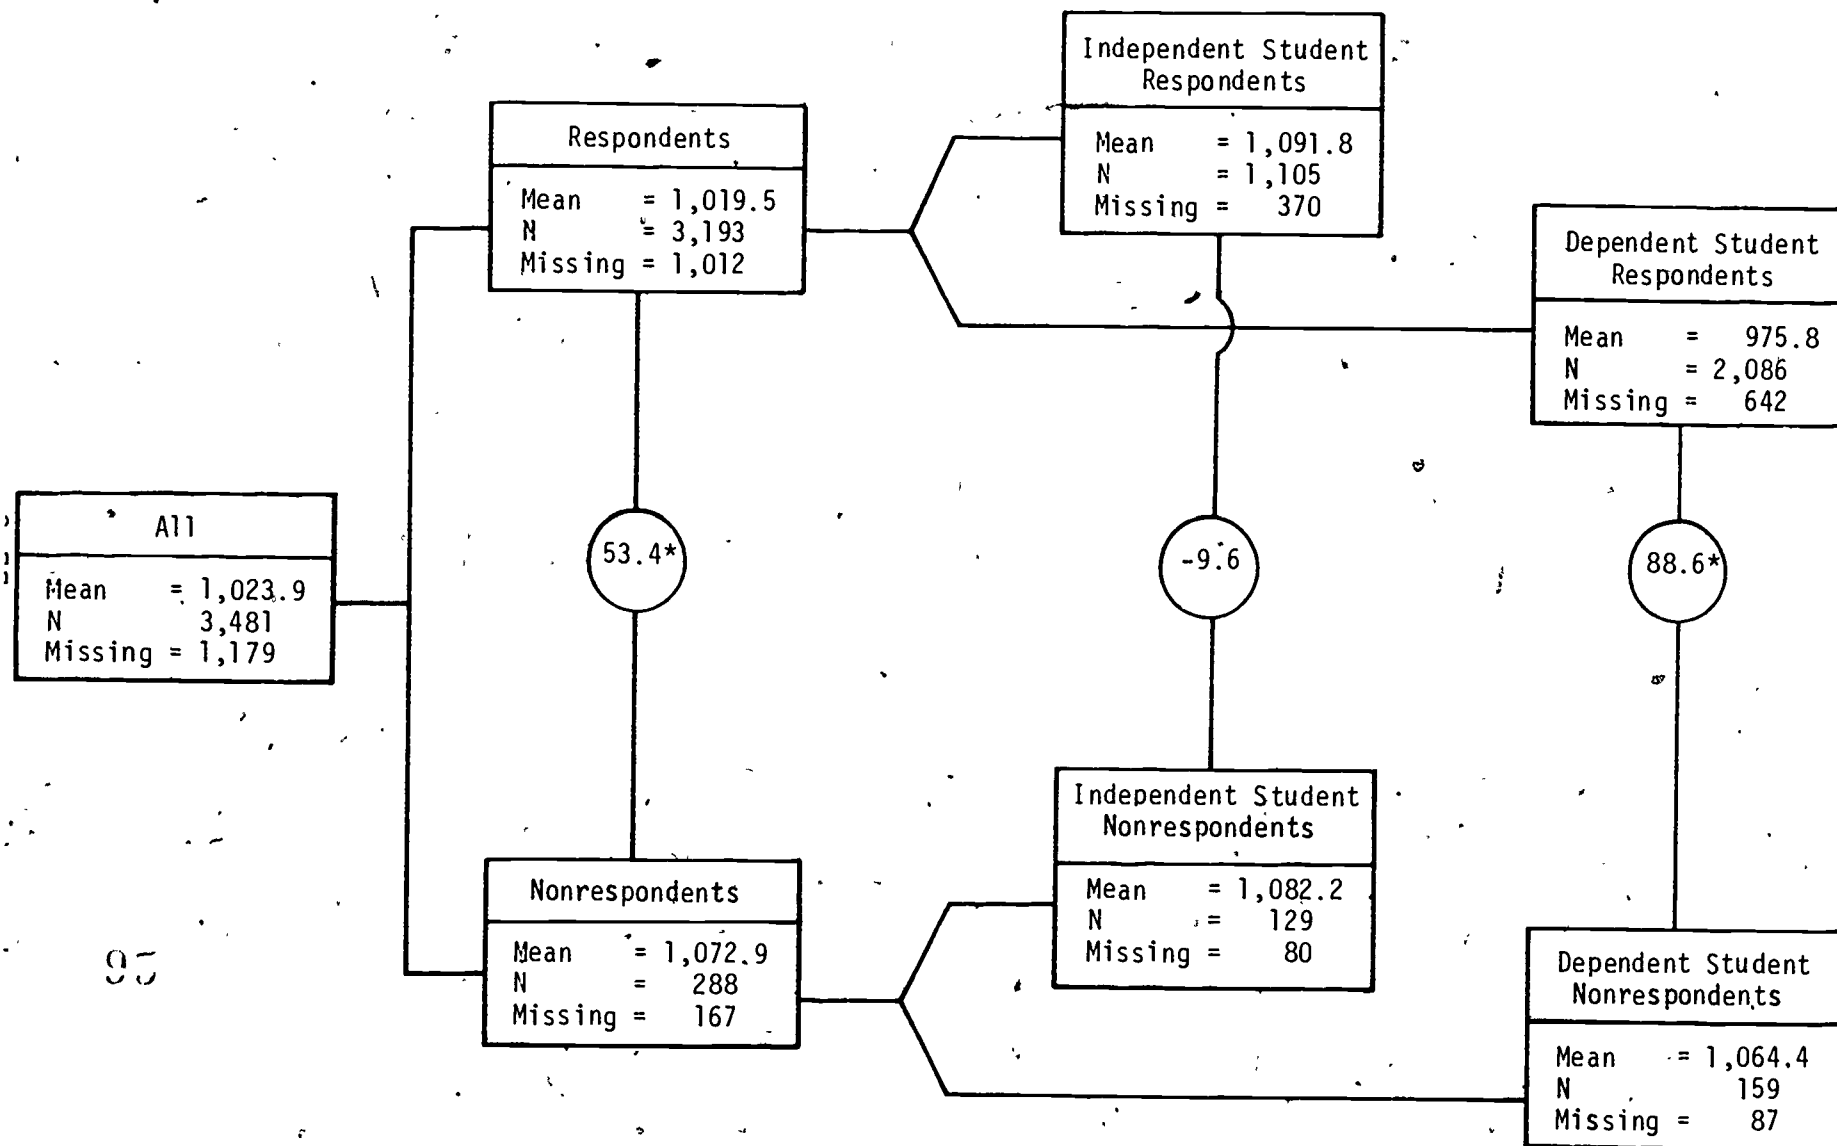 Independent Student
Respondents
Mean = 1,091.8
N = 1,105
Missing = 370
Respondents
Mean = 1,019.5
N = 3,193
Missing = 1,012
Dependent Student
Respondents
Mean = 975.8
N = 2,086
Missing = 642
All
Mean = 1,023.9
N 3,481
Missing = 1,179
53.4*
-9.6
88.6*
Independent Student
Nonrespondents
Mean = 1,082.2
N = 129
Missing = 80
Nonrespondents
Mean = 1,072.9
N = 288
Missing = 167
Dependent Student
Nonrespondents
Mean = 1,064.4
N 159
Missing = 87